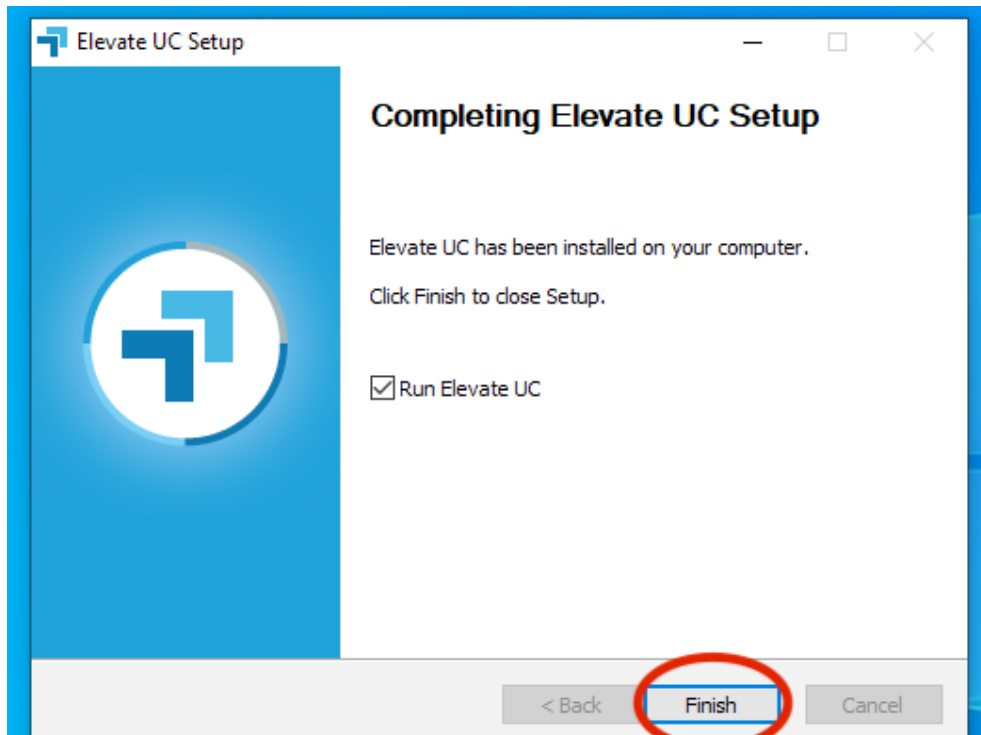 Elevate UC Setup
Completing Elevate UC Setup
Elevate UC has been installed on your computer.
Click Finish to close Setup.
Run Elevate UC
< Back
Finish
Cancel